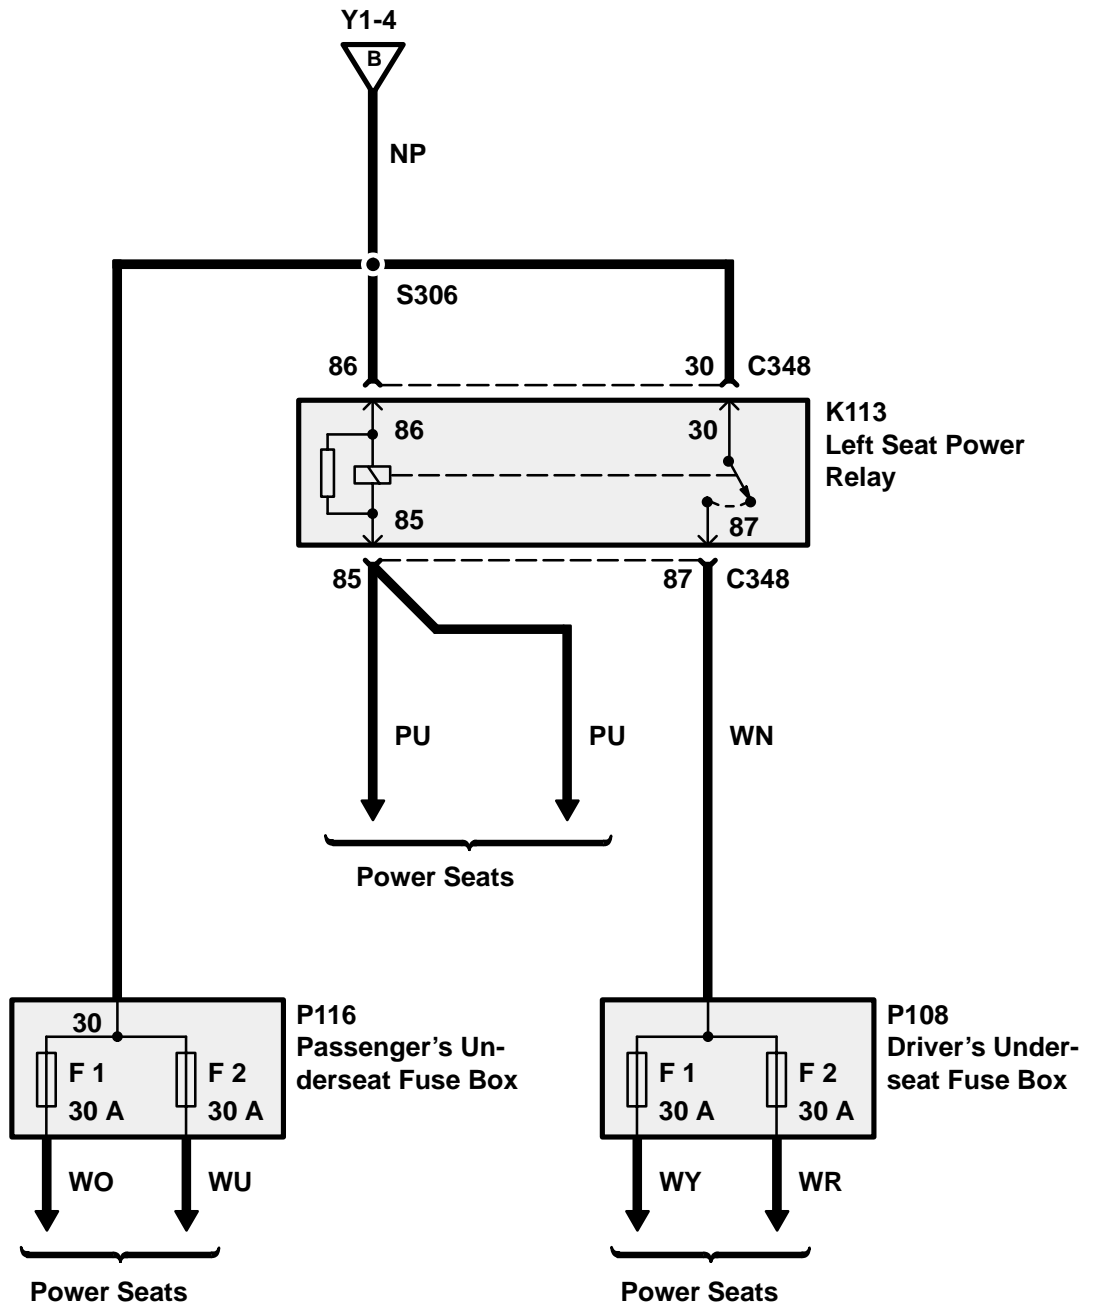 Y1-4
B
NP
S306
86
30 C348
K113
Left Seat Power
Relay
86
30
85
87
85
87 C348
PU
PU
WN
Power Seats
P116
Passenger’s Un-
derseat Fuse Box
30
F 1
30 A
F 2
30 A
P108
Driver’s Under-
seat Fuse Box
F 1
30 A
F 2
30 A
WO
WU
WY
WR
Power Seats
Power Seats